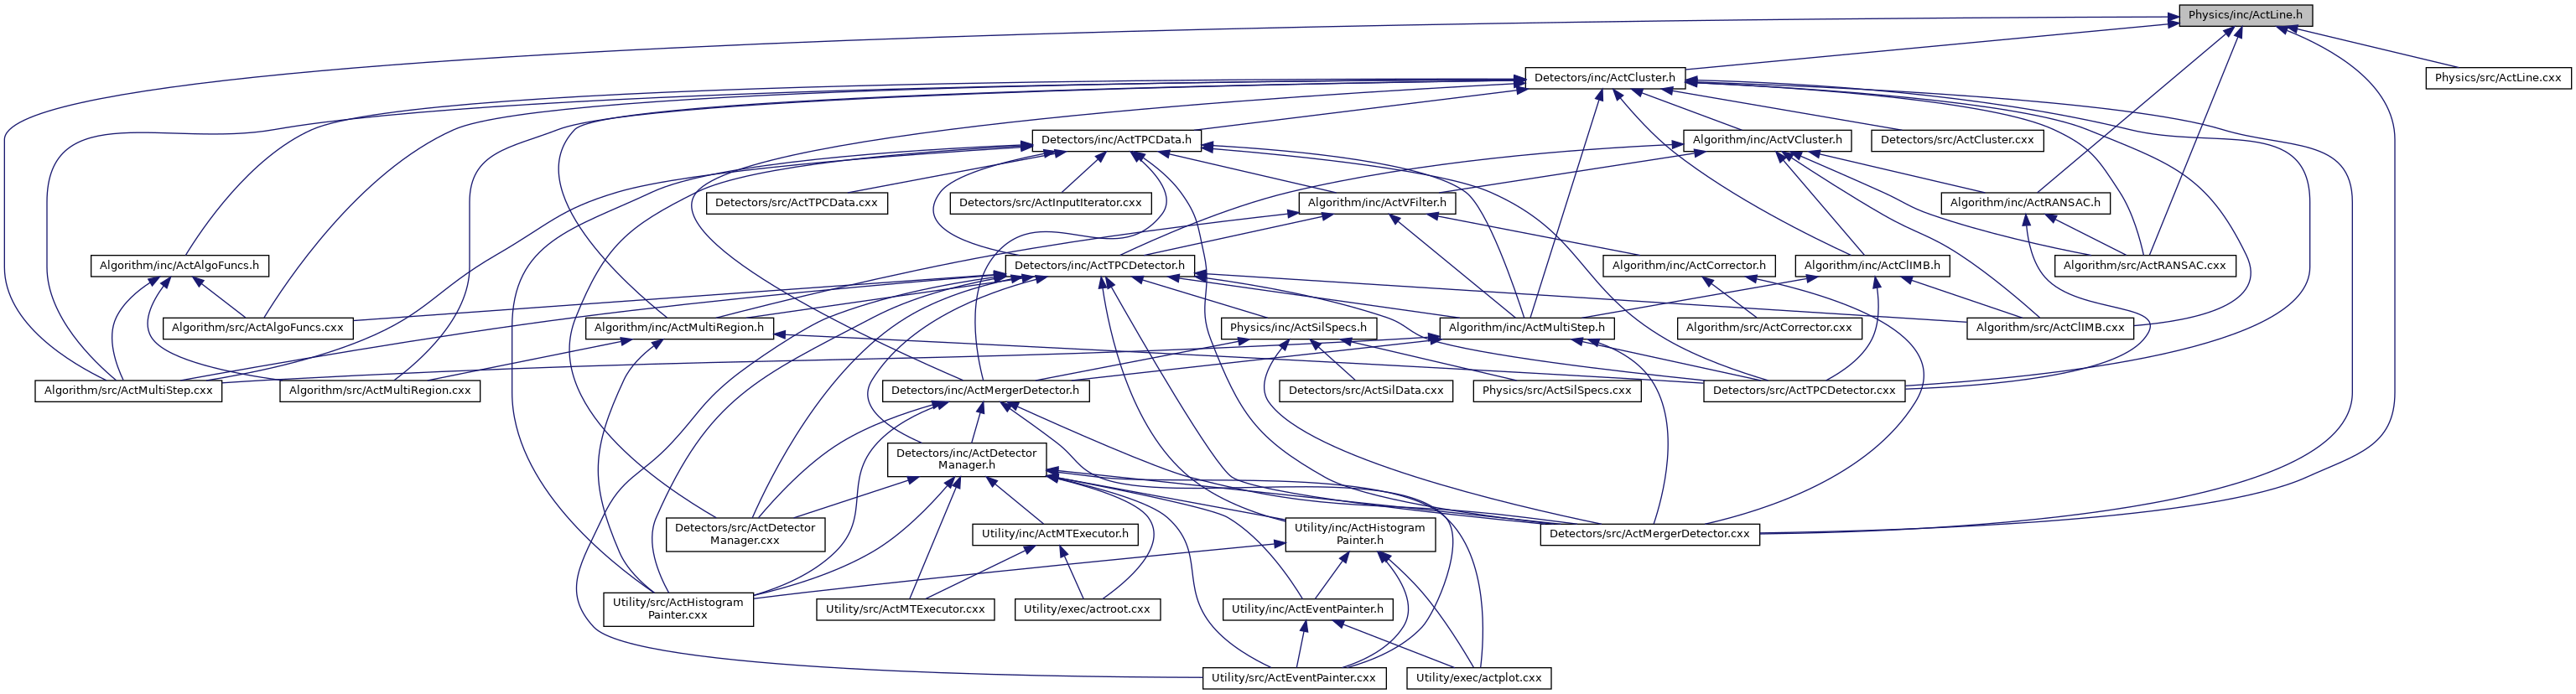 Physics/inc/ActLine.h
Detectors/inc/ActCluster.h
Physics/src/ActLine.cxx
Detectors/inc/ActTPCData.h
Algorithm/inc/ActVCluster.h
Detectors/src/ActCluster.cxx
Detectors/src/ActTPCData.cxx
Detectors/src/ActInputIterator.cxx
Algorithm/inc/ActVFilter.h
Algorithm/inc/ActRANSAC.h
Algorithm/inc/ActAlgoFuncs.h
Detectors/inc/ActTPCDetector.h
Algorithm/inc/ActCorrector.h
Algorithm/inc/ActClIMB.h
Algorithm/src/ActRANSAC.cxx
Algorithm/src/ActAlgoFuncs.cxx
Algorithm/inc/ActMultiRegion.h
Physics/inc/ActSilSpecs.h
Algorithm/inc/ActMultiStep.h
Algorithm/src/ActCorrector.cxx
Algorithm/src/ActClIMB.cxx
Algorithm/src/ActMultiStep.cxx
Algorithm/src/ActMultiRegion.cxx
Detectors/inc/ActMergerDetector.h
Detectors/src/ActSilData.cxx
Physics/src/ActSilSpecs.cxx
Detectors/src/ActTPCDetector.cxx
Detectors/inc/ActDetector
Manager.h
Detectors/src/ActDetector
Manager.cxx
Utility/inc/ActMTExecutor.h
Utility/inc/ActHistogram
Painter.h
Detectors/src/ActMergerDetector.cxx
Utility/src/ActHistogram
Painter.cxx
Utility/src/ActMTExecutor.cxx
Utility/exec/actroot.cxx
Utility/inc/ActEventPainter.h
Utility/src/ActEventPainter.cxx
Utility/exec/actplot.cxx